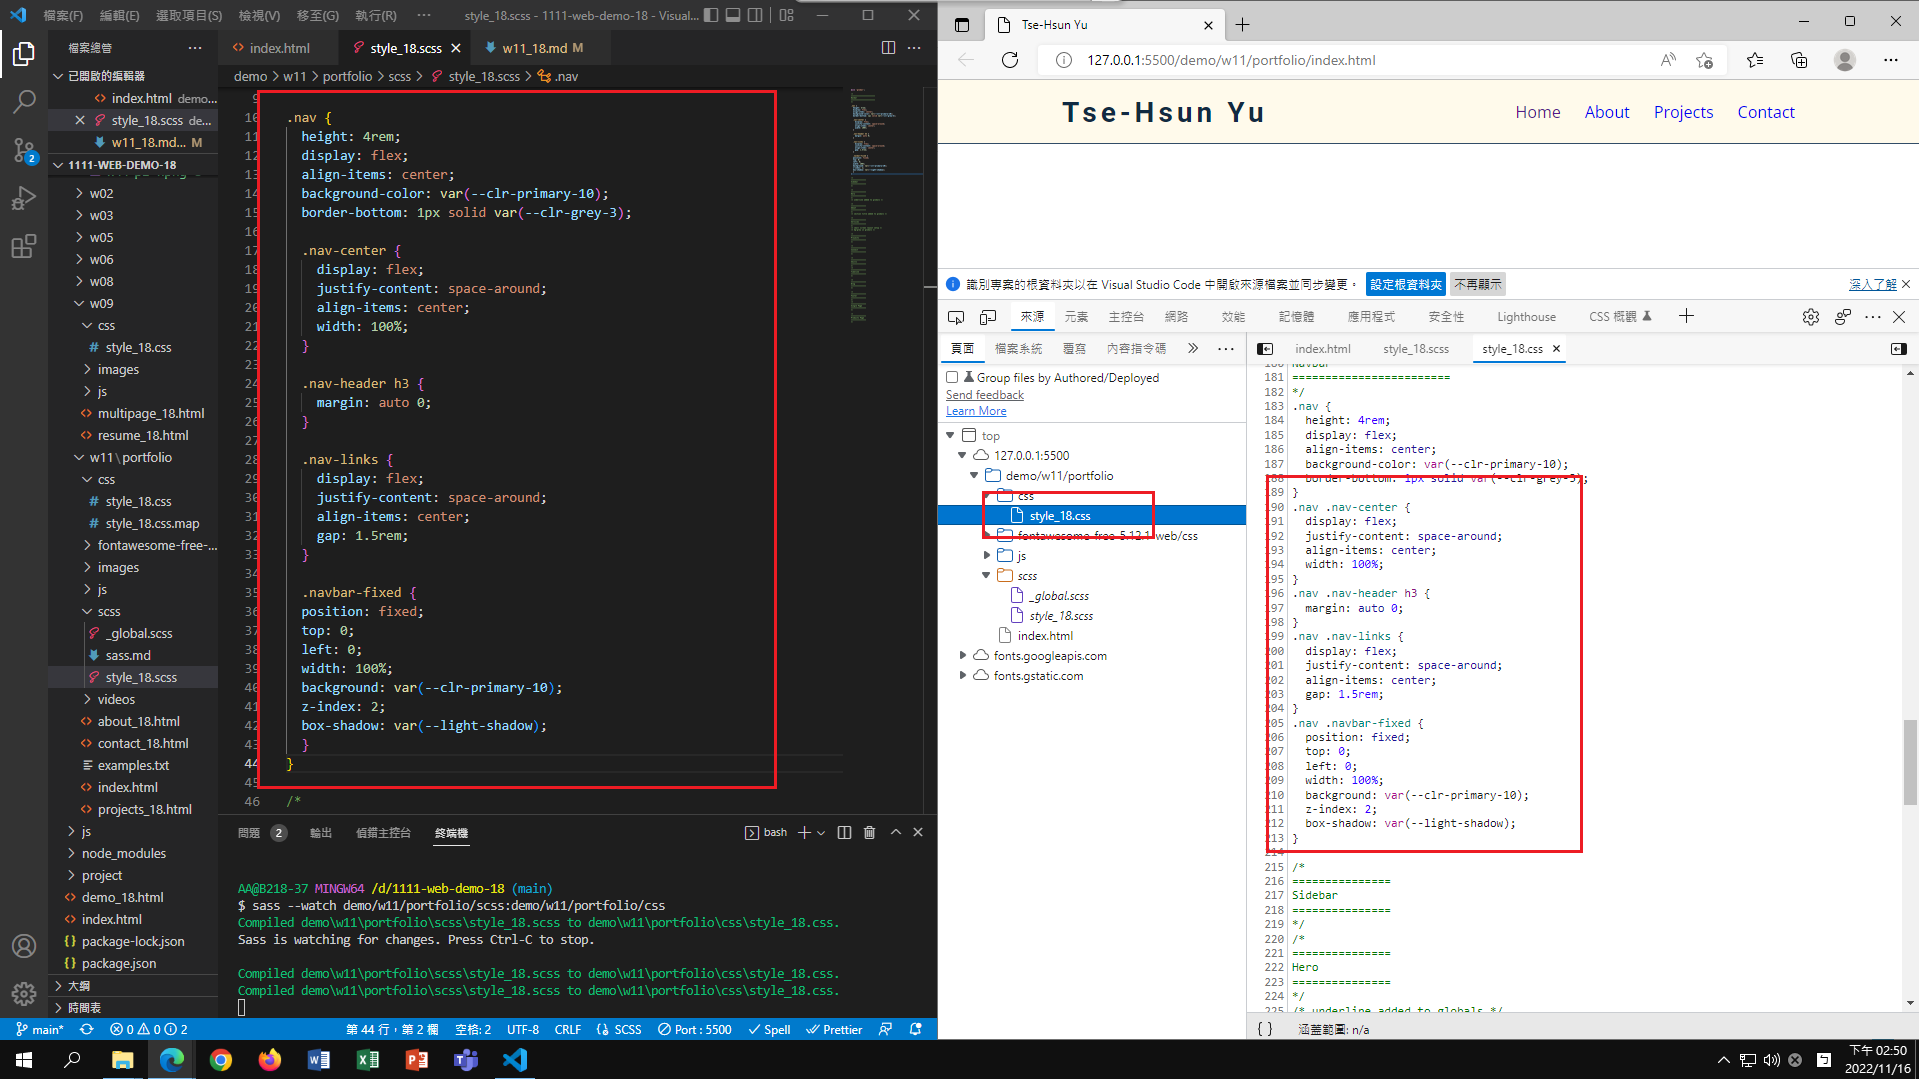 檔案(F) 編輯(E) 選取項目(S) 檢視(V) 移至(G) 執行(R) ··· style_18.scss - 1111-web-demo-18 - Visual...
檔案總管 ···
已開啟的編輯器
index.html demo...
style_18.scss de...
w11_18.md... M
1111-WEB-DEMO-18
w02
w03
w05
w06
w08
w09
css
style_18.css
images
js
multipage_18.html
resume_18.html
w11\portfolio
css
style_18.css
style_18.css.map
fontawesome-free-...
images
js
scss
_global.scss
sass.md
style_18.scss
videos
about_18.html
contact_18.html
examples.txt
index.html
projects_18.html
js
node_modules
project
demo_18.html
index.html
package-lock.json
package.json
大綱
時間表
index.html style_18.scss w11_18.md M
demo > w11 > portfolio > scss > style_18.scss > .nav
9
10 .nav {
11 height: 4rem;
12 display: flex;
13 align-items: center;
14 background-color: var(--clr-primary-10);
15 border-bottom: 1px solid var(--clr-grey-3);
16
17 .nav-center {
18 display: flex;
19 justify-content: space-around;
20 align-items: center;
21 width: 100%;
22 }
23
24 .nav-header h3 {
25 margin: auto 0;
26 }
27
28 .nav-links {
29 display: flex;
30 justify-content: space-around;
31 align-items: center;
32 gap: 1.5rem;
33 }
34
35 .navbar-fixed {
36 position: fixed;
37 top: 0;
38 left: 0;
39 width: 100%;
40 background: var(--clr-primary-10);
41 z-index: 2;
42 box-shadow: var(--light-shadow);
43 }
44 }
45
46 /*
問題 2 輸出 偵錯主控台 終端機 bash
AA@B218-37 MINGW64 /d/1111-web-demo-18 (main)
$ sass --watch demo/w11/portfolio/scss:demo/w11/portfolio/css
Compiled demo\w11\portfolio\scss\style_18.scss to demo\w11\portfolio\css\style_18.css.
Sass is watching for changes. Press Ctrl-C to stop.
Compiled demo\w11\portfolio\scss\style_18.scss to demo\w11\portfolio\css\style_18.css.
Compiled demo\w11\portfolio\scss\style_18.scss to demo\w11\portfolio\css\style_18.css.
main* 0 0 2 第 44 行，第 2 欄 空格: 2 UTF-8 CRLF SCSS Port : 5500 Spell Prettier
Tse-Hsun Yu
127.0.0.1:5500/demo/w11/portfolio/index.html
Tse-Hsun Yu Home About Projects Contact
識別專案的根資料夾以在 Visual Studio Code 中開啟來源檔案並同步變更。 設定根資料夾 不再顯示 深入了解
來源 元素 主控台 網路 效能 記憶體 應用程式 安全性 Lighthouse CSS 概觀
頁面 檔案系統 覆寫 內容指令碼
Group files by Authored/Deployed
Send feedback
Learn More
top
127.0.0.1:5500
demo/w11/portfolio
css
style_18.css
fontawesome-free-5.12.1-web/css
js
scss
_global.scss
style_18.scss
index.html
fonts.googleapis.com
fonts.gstatic.com
index.html style_18.scss style_18.css
180 Navbar
181 ========================
182 */
183 .nav {
184 height: 4rem;
185 display: flex;
186 align-items: center;
187 background-color: var(--clr-primary-10);
188 border-bottom: 1px solid var(--clr-grey-3);
189 }
190 .nav .nav-center {
191 display: flex;
192 justify-content: space-around;
193 align-items: center;
194 width: 100%;
195 }
196 .nav .nav-header h3 {
197 margin: auto 0;
198 }
199 .nav .nav-links {
200 display: flex;
201 justify-content: space-around;
202 align-items: center;
203 gap: 1.5rem;
204 }
205 .nav .navbar-fixed {
206 position: fixed;
207 top: 0;
208 left: 0;
209 width: 100%;
210 background: var(--clr-primary-10);
211 z-index: 2;
212 box-shadow: var(--light-shadow);
213 }
214
215 /*
216 ===============
217 Sidebar
218 ===============
219 */
220 /*
221 ===============
222 Hero
223 ===============
224 */
225 /* underline added to globals */
{ } 涵蓋範圍: n/a
下午 02:50
2022/11/16